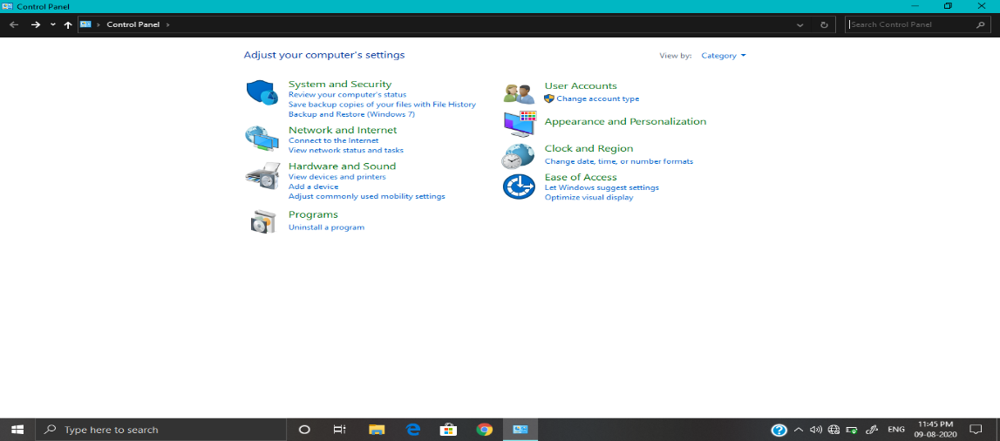 Control Panel
Control Panel
Search Control Panel
Adjust your computer's settings
View by: Category
System and Security
Review your computer's status
Save backup copies of your files with File History
Backup and Restore (Windows 7)
Network and Internet
Connect to the Internet
View network status and tasks
Hardware and Sound
View devices and printers
Add a device
Adjust commonly used mobility settings
Programs
Uninstall a program
User Accounts
Change account type
Appearance and Personalization
Clock and Region
Change date, time, or number formats
Ease of Access
Let Windows suggest settings
Optimize visual display
Type here to search
ENG
11:45 PM
09-08-2020